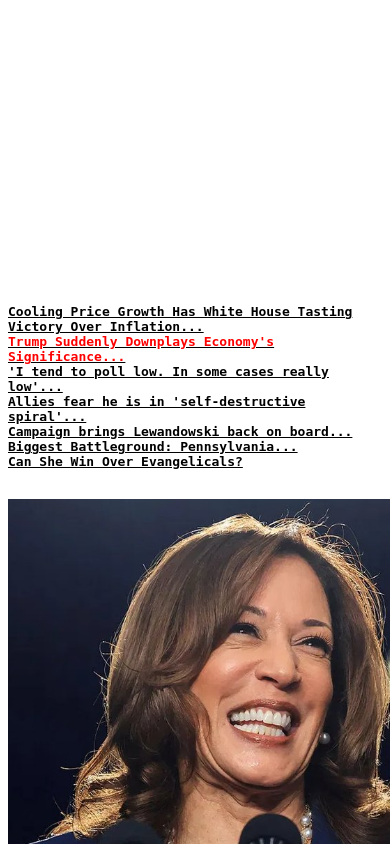 Cooling Price Growth Has White House Tasting
Victory Over Inflation...
Trump Suddenly Downplays Economy's
Significance...
'I tend to poll low. In some cases really
low'...
Allies fear he is in 'self-destructive
spiral'...
Campaign brings Lewandowski back on board...
Biggest Battleground: Pennsylvania...
Can She Win Over Evangelicals?